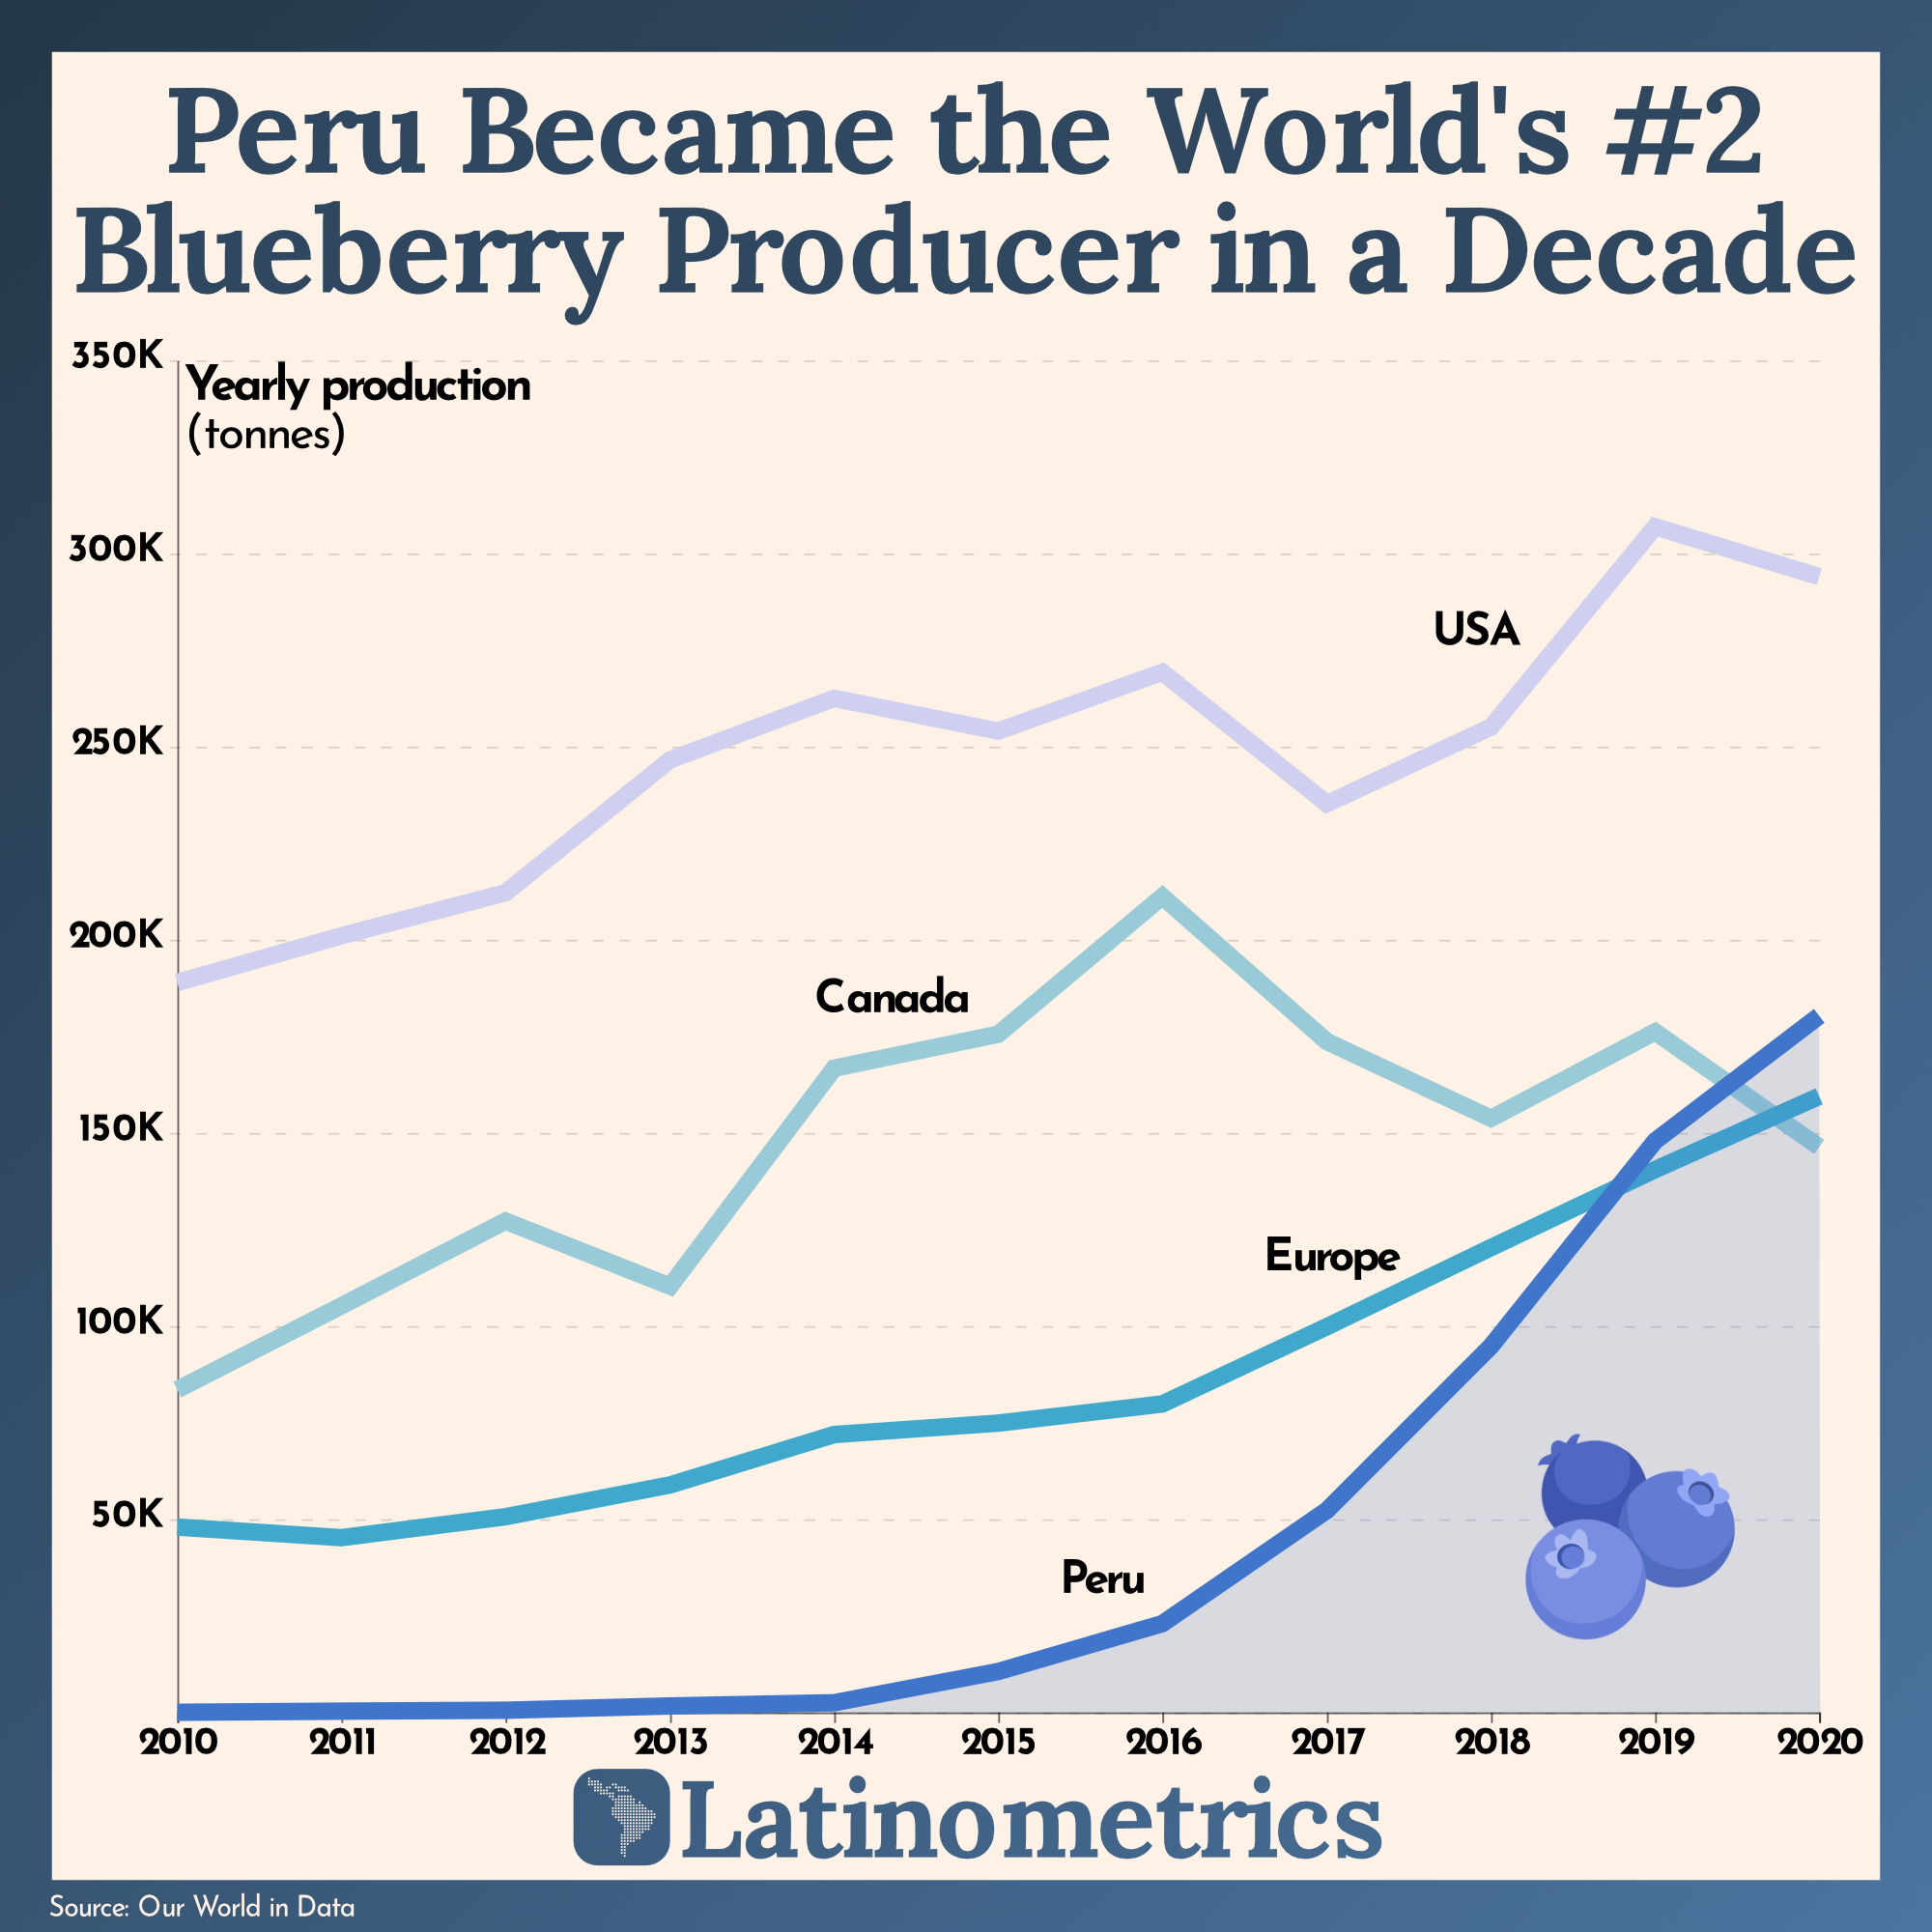 Peru Became the World's #2
Blueberry Producer in a Decade
350K
Yearly production
(tonnes)
300K
USA
250K
200K
Canada
150K
Europe
100K
50K
Peru
2010 2011 2012 2013 2014 2015 2016 2017 2018 2019 2020
Latinometrics
Source: Our World in Data